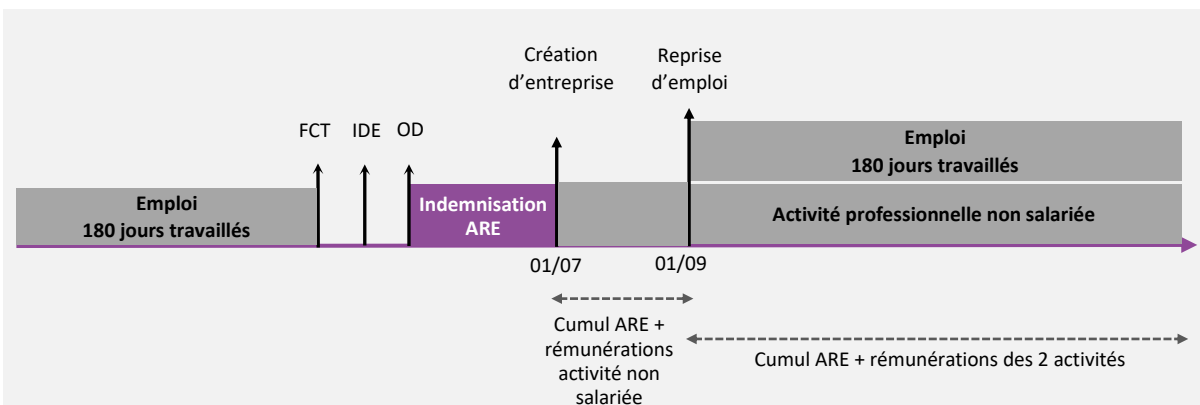 Création
d’entreprise
Reprise
d’emploi
FCT
IDE
OD
Emploi
180 jours travaillés
Emploi
180 jours travaillés
Indemnisation
ARE
Activité professionnelle non salariée
01/07
01/09
Cumul ARE +
rémunérations
activité non
salariée
Cumul ARE + rémunérations des 2 activités